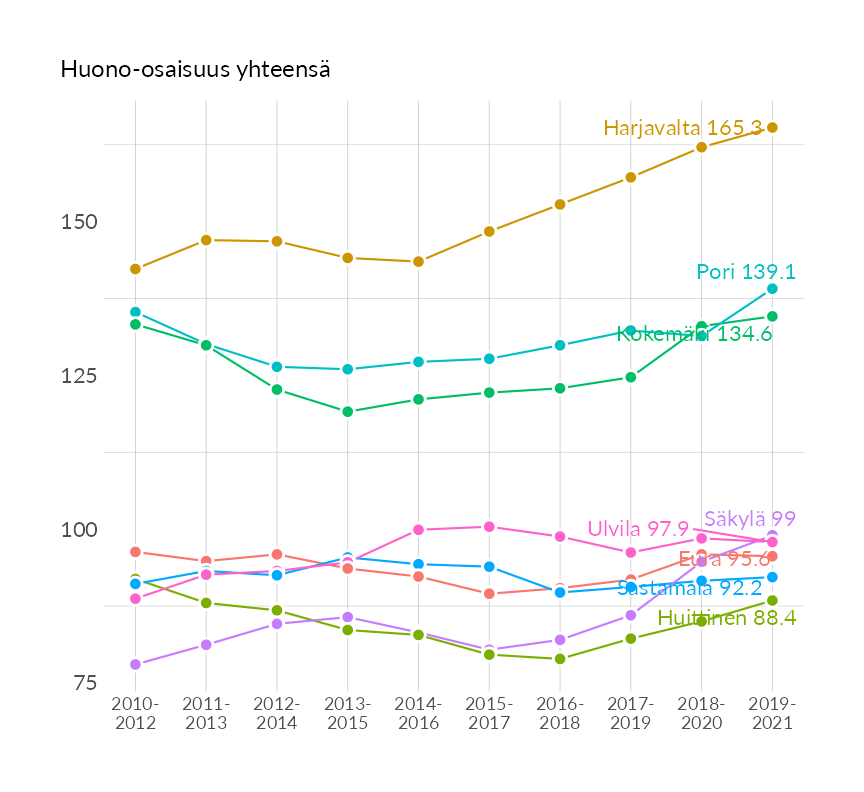 Huono-osaisuus yhteensä
Harjavalta 165.3
150
Pori 139.1
Kokemäki 134.6
125
Säkylä 99
Ulvila 97.9
100
Eura 95.6
Sastamala 92.2
Huittinen 88.4
75
2010-
2012
2011-
2013
2012-
2014
2013-
2015
2014-
2016
2015-
2017
2016-
2018
2017-
2019
2018-
2020
2019-
2021